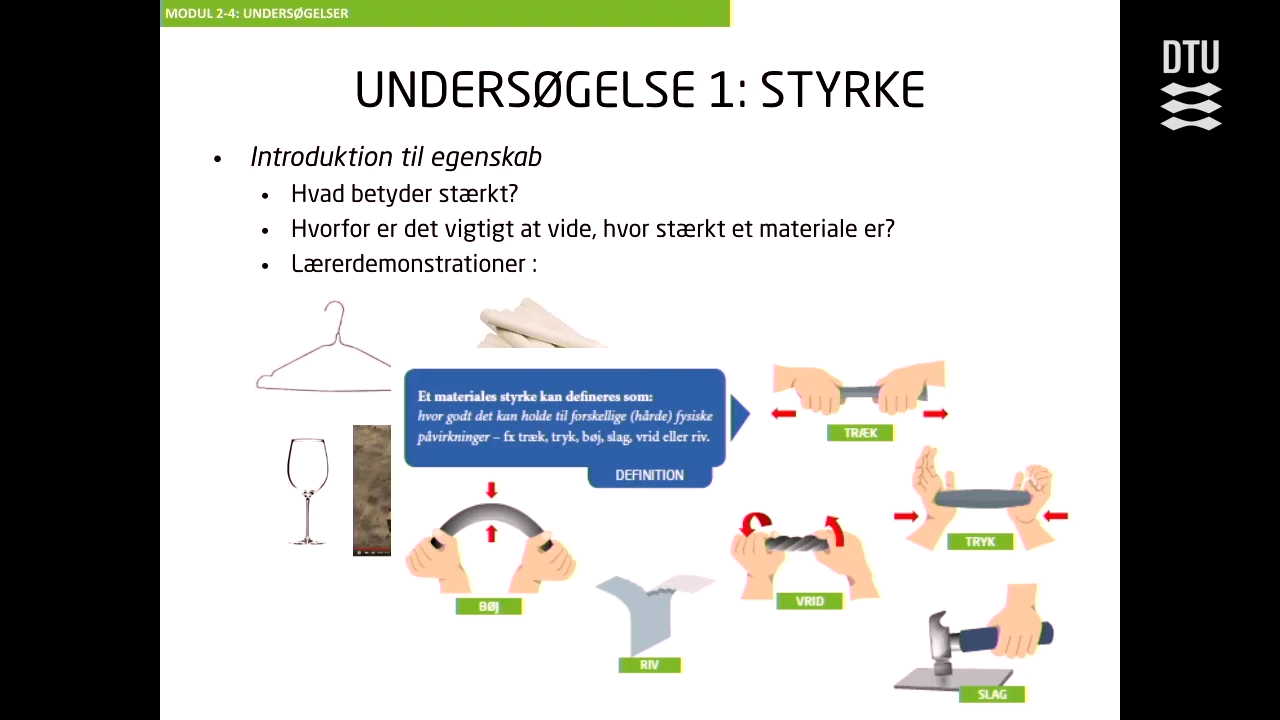 MODUL 2-4: UNDERSØGELSER
DTU
UNDERSØGELSE 1: STYRKE
• Introduktion til egenskab
• Hvad betyder stærkt?
• Hvorfor er det vigtigt at vide, hvor stærkt et materiale er?
• Lærerdemonstrationer :
Et materiales styrke kan defineres som:
hvor godt det kan holde til forskellige (hårde) fysiske
påvirkninger – fx træk, tryk, bøj, slag, vrid eller riv.
DEFINITION
TRÆK
TRYK
BØJ
VRID
RIV
SLAG